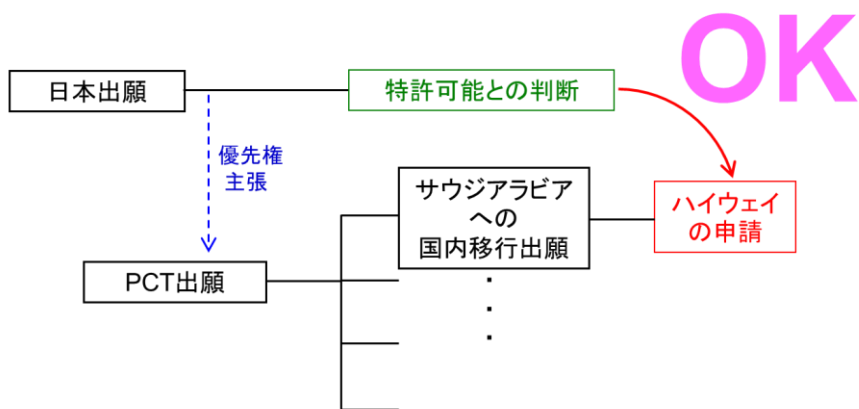 OK
日本出願
特許可能との判断
優先権
主張
サウジアラビア
への
国内移行出願
ハイウェイ
の申請
PCT出願
・
・
・